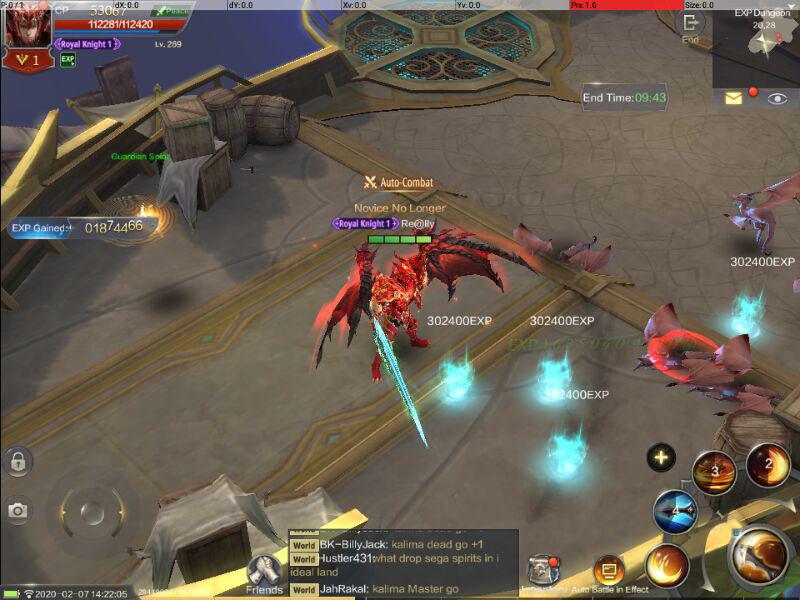 P:0 / 1 dX:0.0 dY:0.0 Xv:0.0 Yv:0.0 Prs:1.0 Size:0.0
CP 53067 Peace
112281/112420
Royal Knight 1 Lv. 289
1 EXP
End
EXP Dungeon
End Time:09:43
Guardian Spirit
Auto-Combat
Novice No Longer
Royal Knight 1 Re@lly
EXP Gained:+ 01874466
302400EXP
302400EXP
302400EXP
302400EXP
3
2
4
World BK-BillyJack: kalima dead go +1
World Hustler431:what drop sega spirits in i
ideal land
World JahRakal: kalima Master go
Friends
Auto Battle in Effect
2020-02-07 14:22:05